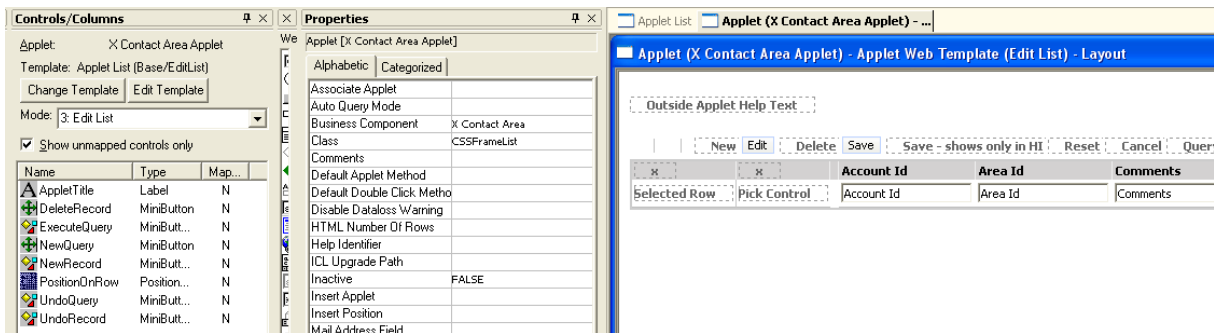 Controls/Columns
Applet: X Contact Area Applet
Template: Applet List (Base/EditList)
Change Template Edit Template
Mode: 3: Edit List
Show unmapped controls only
Name Type Map...
AppletTitle Label N
DeleteRecord MiniButton N
ExecuteQuery MiniButt... N
NewQuery MiniButton N
NewRecord MiniButt... N
PositionOnRow Position... N
UndoQuery MiniButt... N
UndoRecord MiniButt... N
We
Properties
Applet [X Contact Area Applet]
Alphabetic Categorized
Associate Applet
Auto Query Mode
Business Component X Contact Area
Class CSSFrameList
Comments
Default Applet Method
Default Double Click Metho
Disable Dataloss Warning
HTML Number Of Rows
Help Identifier
ICL Upgrade Path
Inactive FALSE
Insert Applet
Insert Position
Mail Address Field
Applet List Applet (X Contact Area Applet) - ...
Applet (X Contact Area Applet) - Applet Web Template (Edit List) - Layout
Outside Applet Help Text
New Edit Delete Save Save - shows only in HI Reset Cancel Query
x x Account Id Area Id Comments
Selected Row Pick Control Account Id Area Id Comments